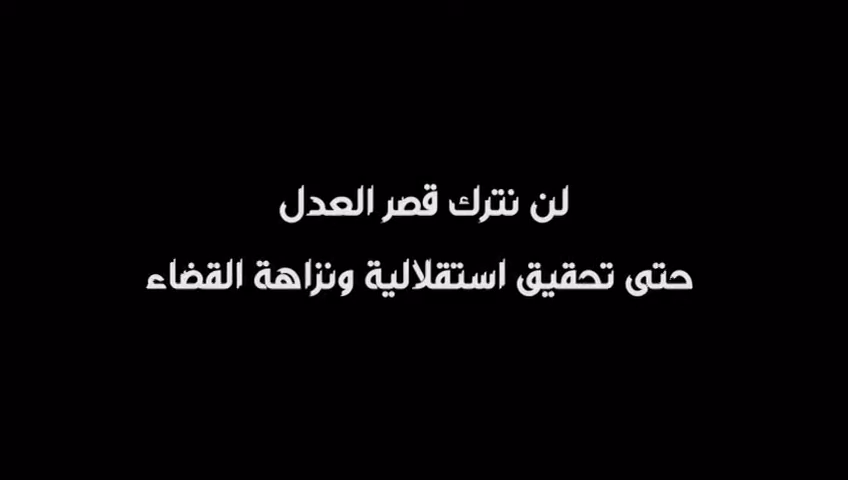 لن نترك قصر العدل
حتى تحقيق استقلالية ونزاهة القضاء